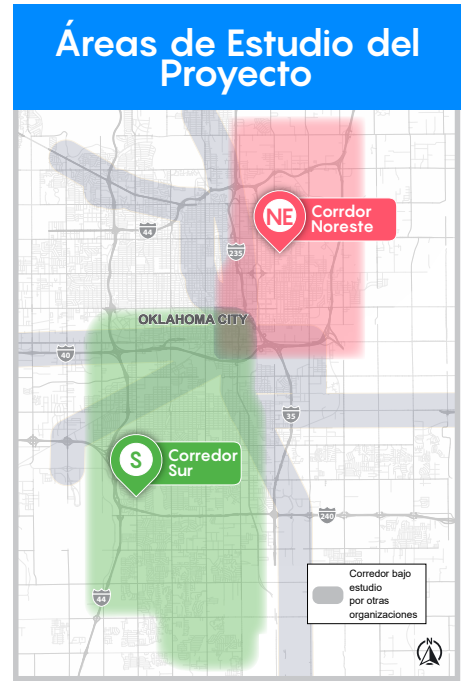 Áreas de Estudio del
Proyecto
44
NE
Corrdor
Noreste
235
OKLAHOMA CITY
40
35
S
Corredor
Sur
240
44
Corredor bajo
estudio
por otras
organizaciones
N